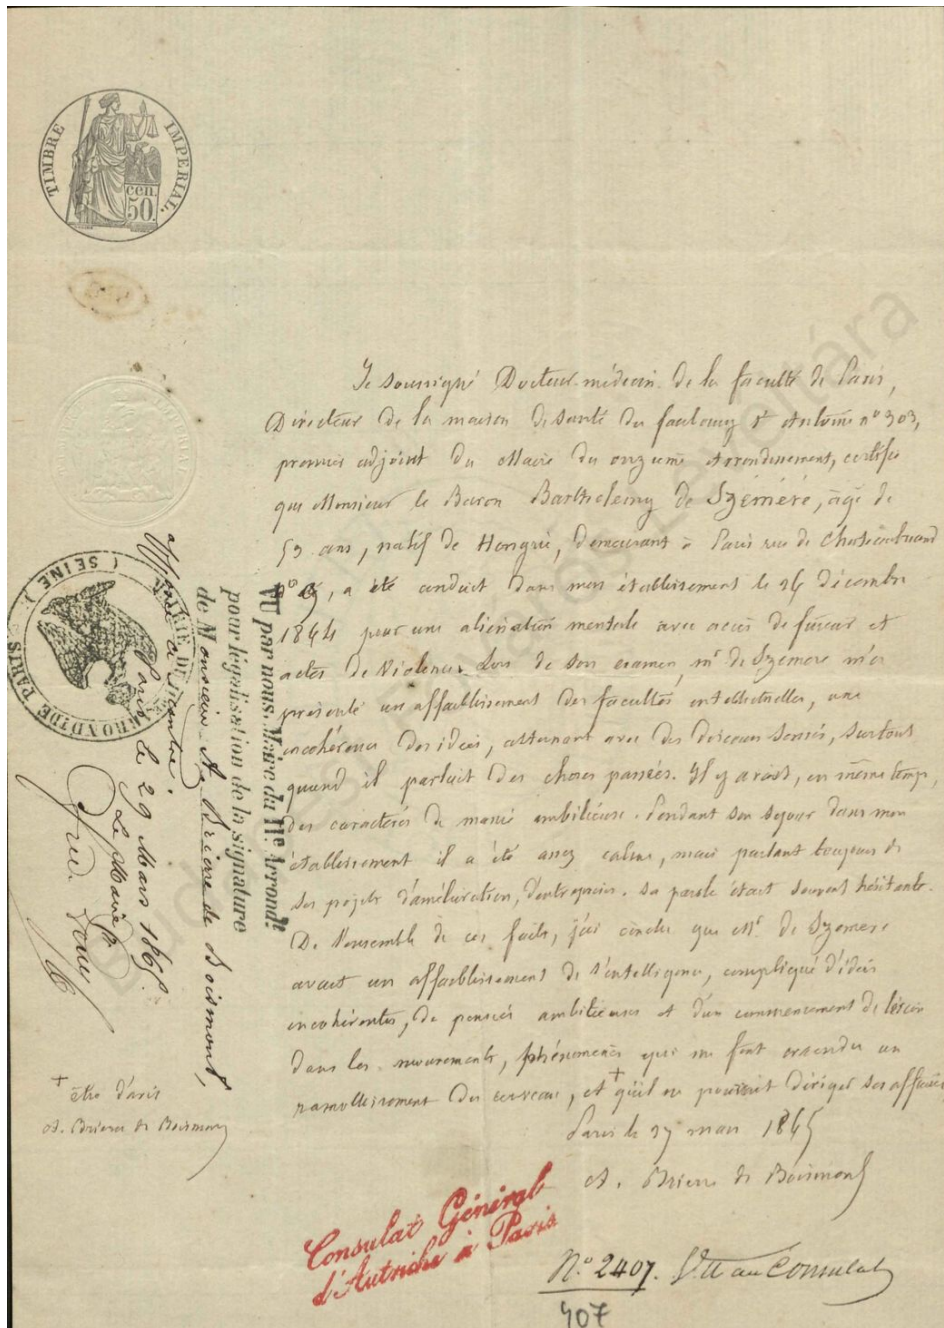 TIMBRE IMPERIAL.
CEN.
50.
Je soussigné Docteur-médecin de la faculté de Paris,
Directeur de la maison de santé du faubourg St Antoine n° 303,
premier adjoint du Maire du onzième Arrondissement, certifie
que Monsieur le Baron Barthelemy de Széméré, âgé de
53 ans, natif de Hongrie, demeurant à Paris rue de Chateaubriand
n°, a été conduit dans mon établissement le 26 décembre
1864 pour une aliénation mentale avec accès de fureur et
actes de violence. Lors de son examen, mr de Szemere m'a
présenté un affaiblissement des facultés intellectuelles, une
incohérence des idées, alternant avec des discours sensés, surtout
quand il parlait des choses passées. Il y avait, en même temps,
des caractères de manie ambitieuse. Pendant son séjour dans mon
établissement il a été assez calme, mais parlant toujours de
ses projets d'amélioration, d'entreprises. Sa parole était souvent hésitante.
De l'ensemble de ces faits, j'ai conclu que Mr de Szemere
avait un affaiblissement de l'intelligence, compliqué d'idées
incohérentes, de pensées ambitieuses et d'un commencement de lésion
dans les mouvements, phénomènes qui me font craindre un
ramollissement du cerveau, et + qu'il ne pouvait diriger ses affaires
Paris le 27 mars 1865
A. Brierre de Boismont
+ être d'avis
A. Brierre de Boismont
VU par nous, Maire du 11e Arrondt
pour légalisation de la signature
de Monsieur A. Brierre de Boismont,
apposée ci-contre.
Paris le 29 Mars 1865.
Le Maire
MAIRIE DU ARROND.T DE PARIS (SEINE)
Consulat Général
d'Autriche à Paris
N.° 2407. Vu au Consulat
407
Budapest Főváros Levéltára